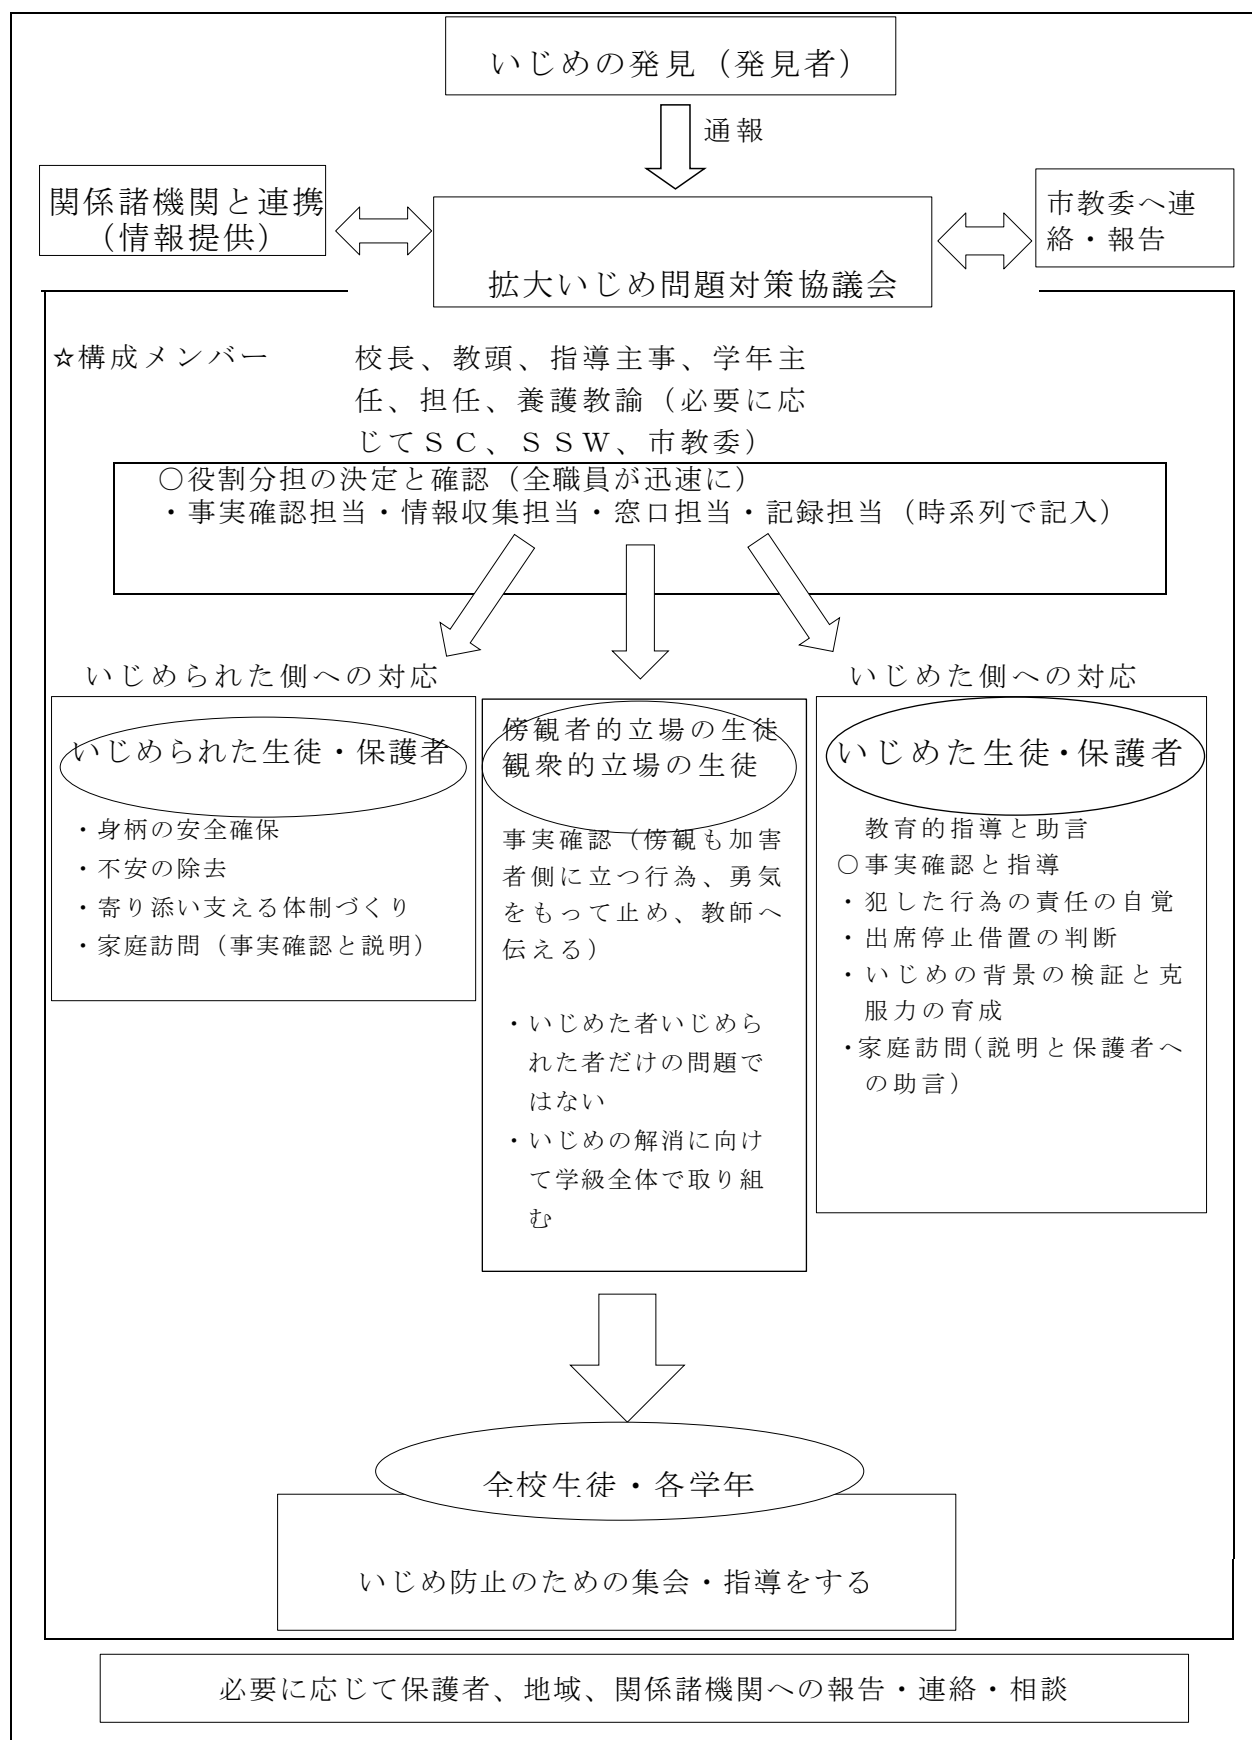 いじめの発見（発見者）
通報
関係諸機関と連携
（情報提供）
市教委へ連
絡・報告
拡大いじめ問題対策協議会
☆構成メンバー
校長、教頭、指導主事、学年主
任、担任、養護教諭（必要に応
じてＳＣ、ＳＳＷ、市教委）
○役割分担の決定と確認（全職員が迅速に）
・事実確認担当・情報収集担当・窓口担当・記録担当（時系列で記入）
いじめられた側への対応
いじめられた生徒・保護者
・身柄の安全確保
・不安の除去
・寄り添い支える体制づくり
・家庭訪問（事実確認と説明）
傍観者的立場の生徒
観衆的立場の生徒
事実確認（傍観も加害
者側に立つ行為、勇気
をもって止め、教師へ
伝える）
・いじめた者いじめら
れた者だけの問題で
はない
・いじめの解消に向け
て学級全体で取り組
む
いじめた側への対応
いじめた生徒・保護者
教育的指導と助言
○事実確認と指導
・犯した行為の責任の自覚
・出席停止借置の判断
・いじめの背景の検証と克
服力の育成
・家庭訪問（説明と保護者へ
の助言）
全校生徒・各学年
いじめ防止のための集会・指導をする
必要に応じて保護者、地域、関係諸機関への報告・連絡・相談